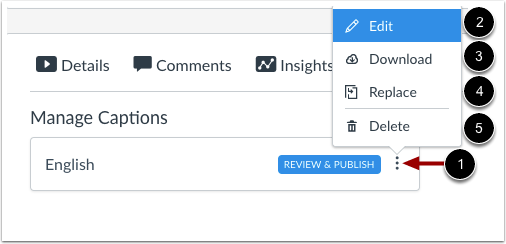 Edit 2
Download 3
Details Comments Insights
Replace 4
Manage Captions
Delete 5
English REVIEW & PUBLISH 1